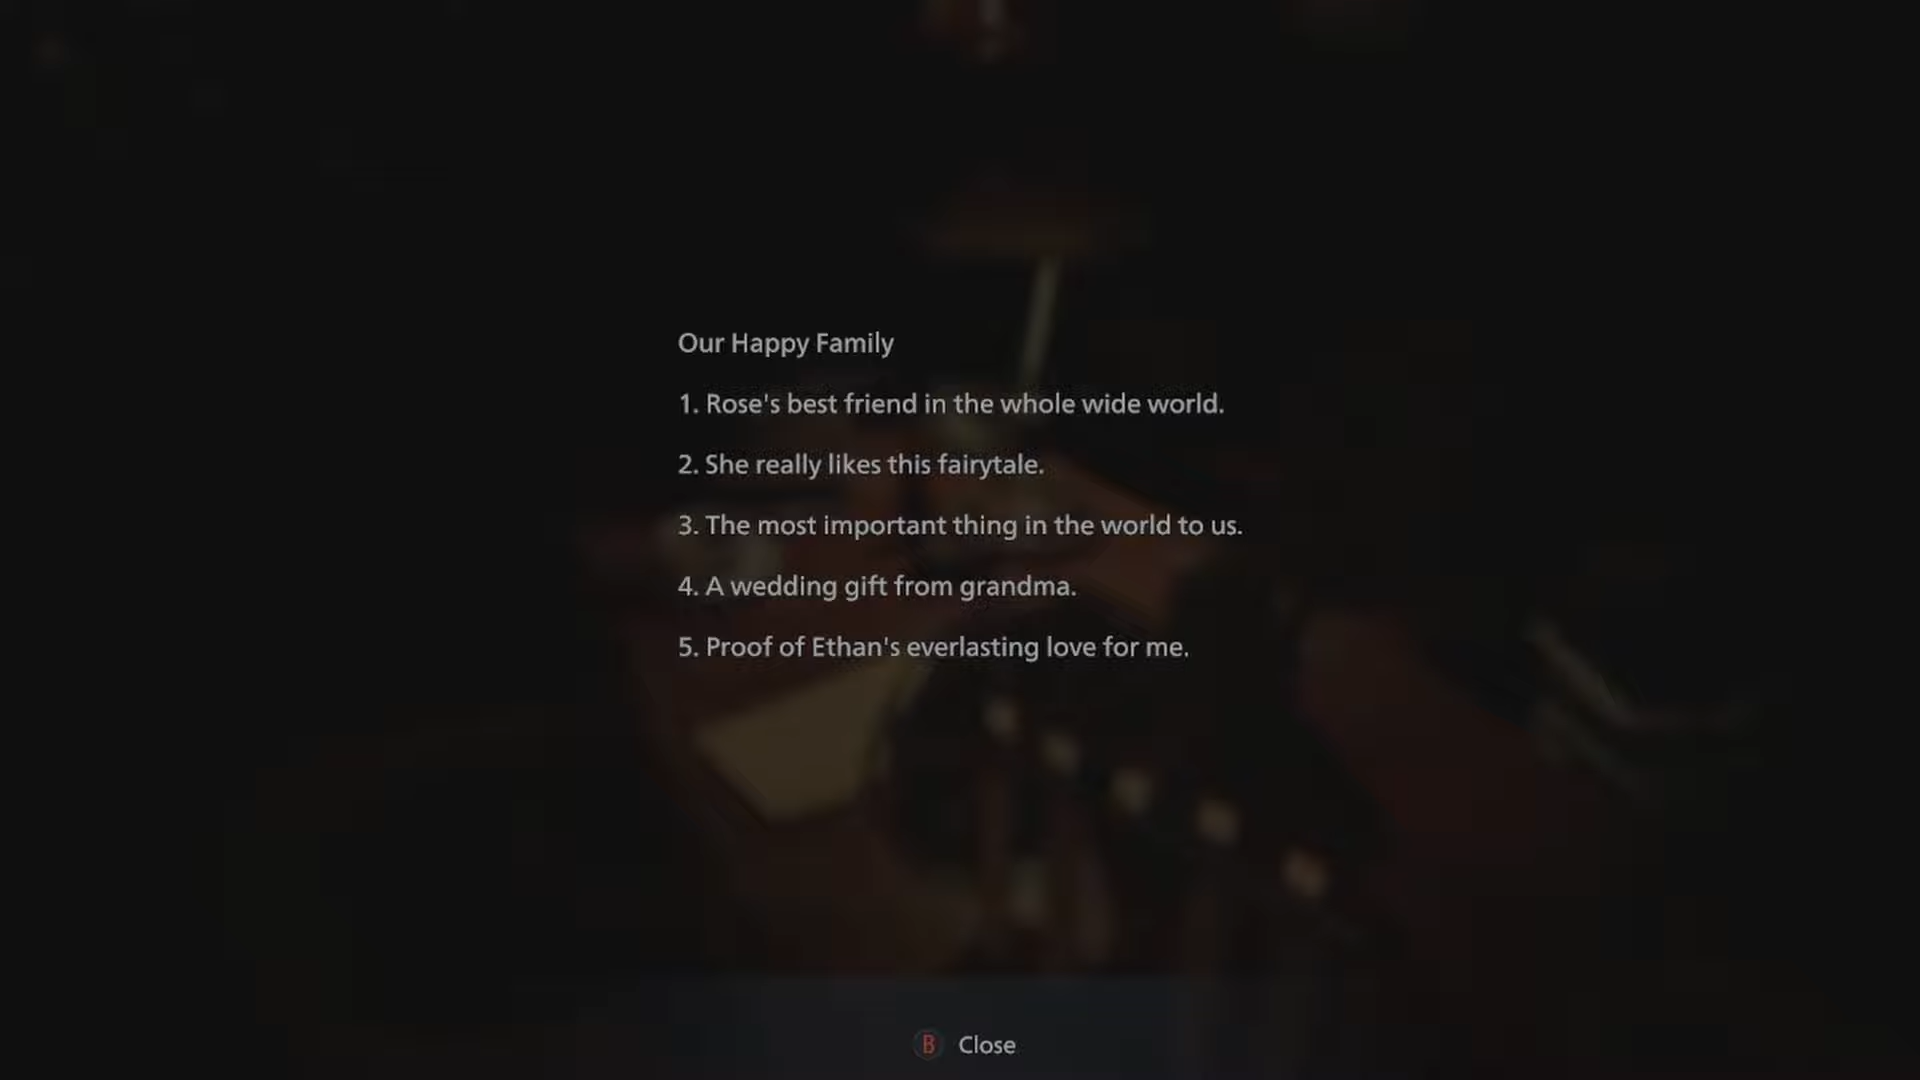 Our Happy Family
1. Rose's best friend in the whole wide world.
2. She really likes this fairytale.
3. The most important thing in the world to us.
4. A wedding gift from grandma.
5. Proof of Ethan's everlasting love for me.
B Close